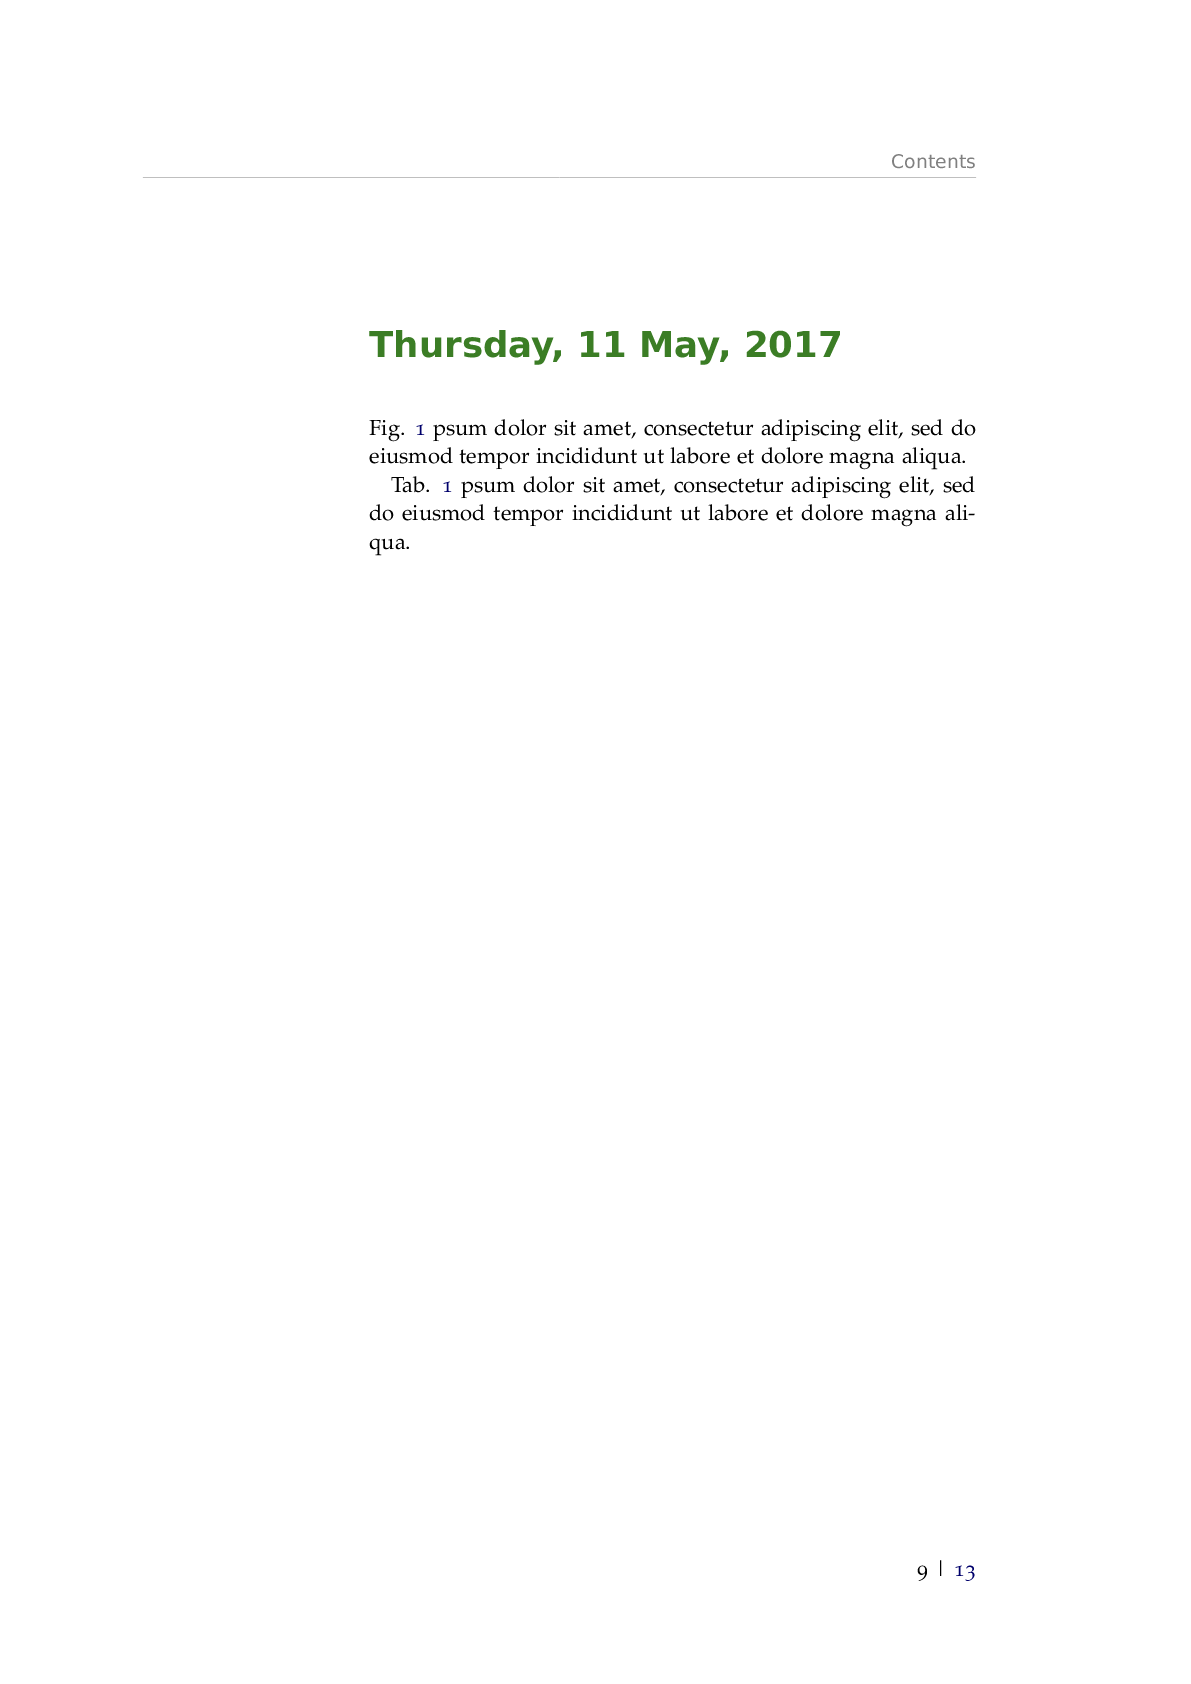 Contents
Thursday, 11 May, 2017
Fig. 1 psum dolor sit amet, consectetur adipiscing elit, sed do
eiusmod tempor incididunt ut labore et dolore magna aliqua.
Tab. 1 psum dolor sit amet, consectetur adipiscing elit, sed
do eiusmod tempor incididunt ut labore et dolore magna ali-
qua.
9 | 13